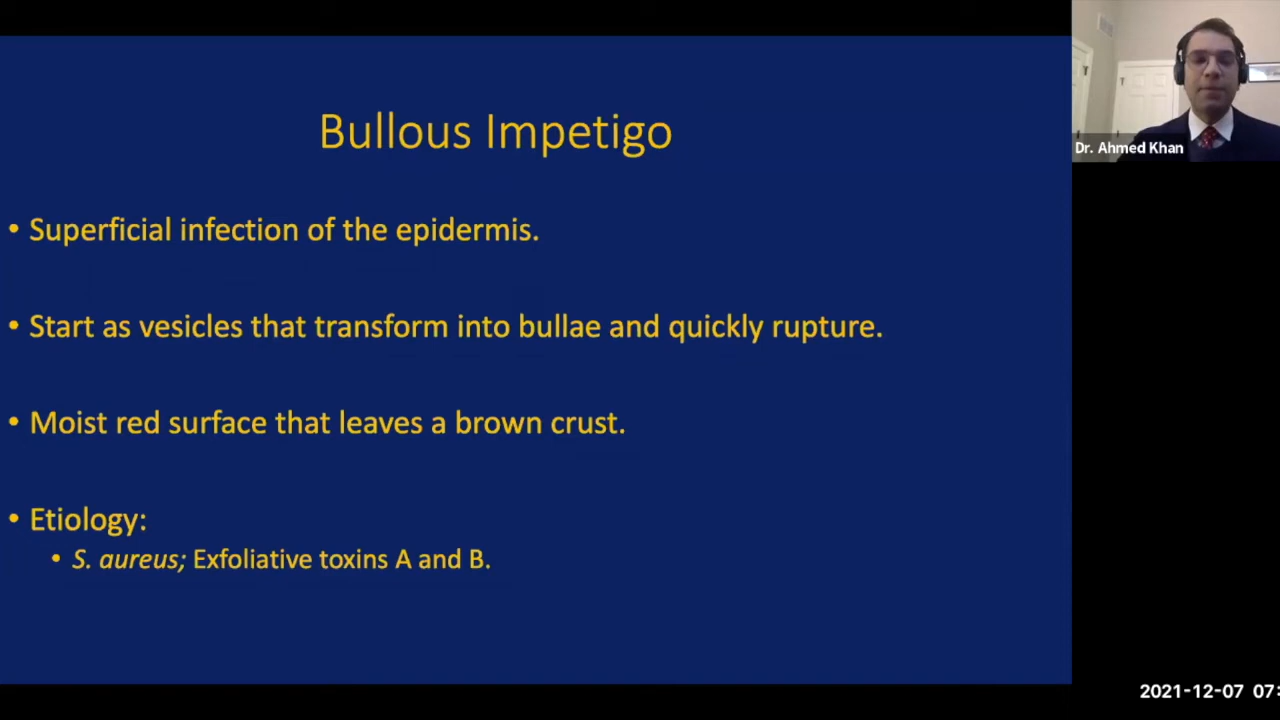 Bullous Impetigo
• Superficial infection of the epidermis.
• Start as vesicles that transform into bullae and quickly rupture.
• Moist red surface that leaves a brown crust.
• Etiology:
• S. aureus; Exfoliative toxins A and B.
Dr. Ahmed Khan
2021-12-07 07: